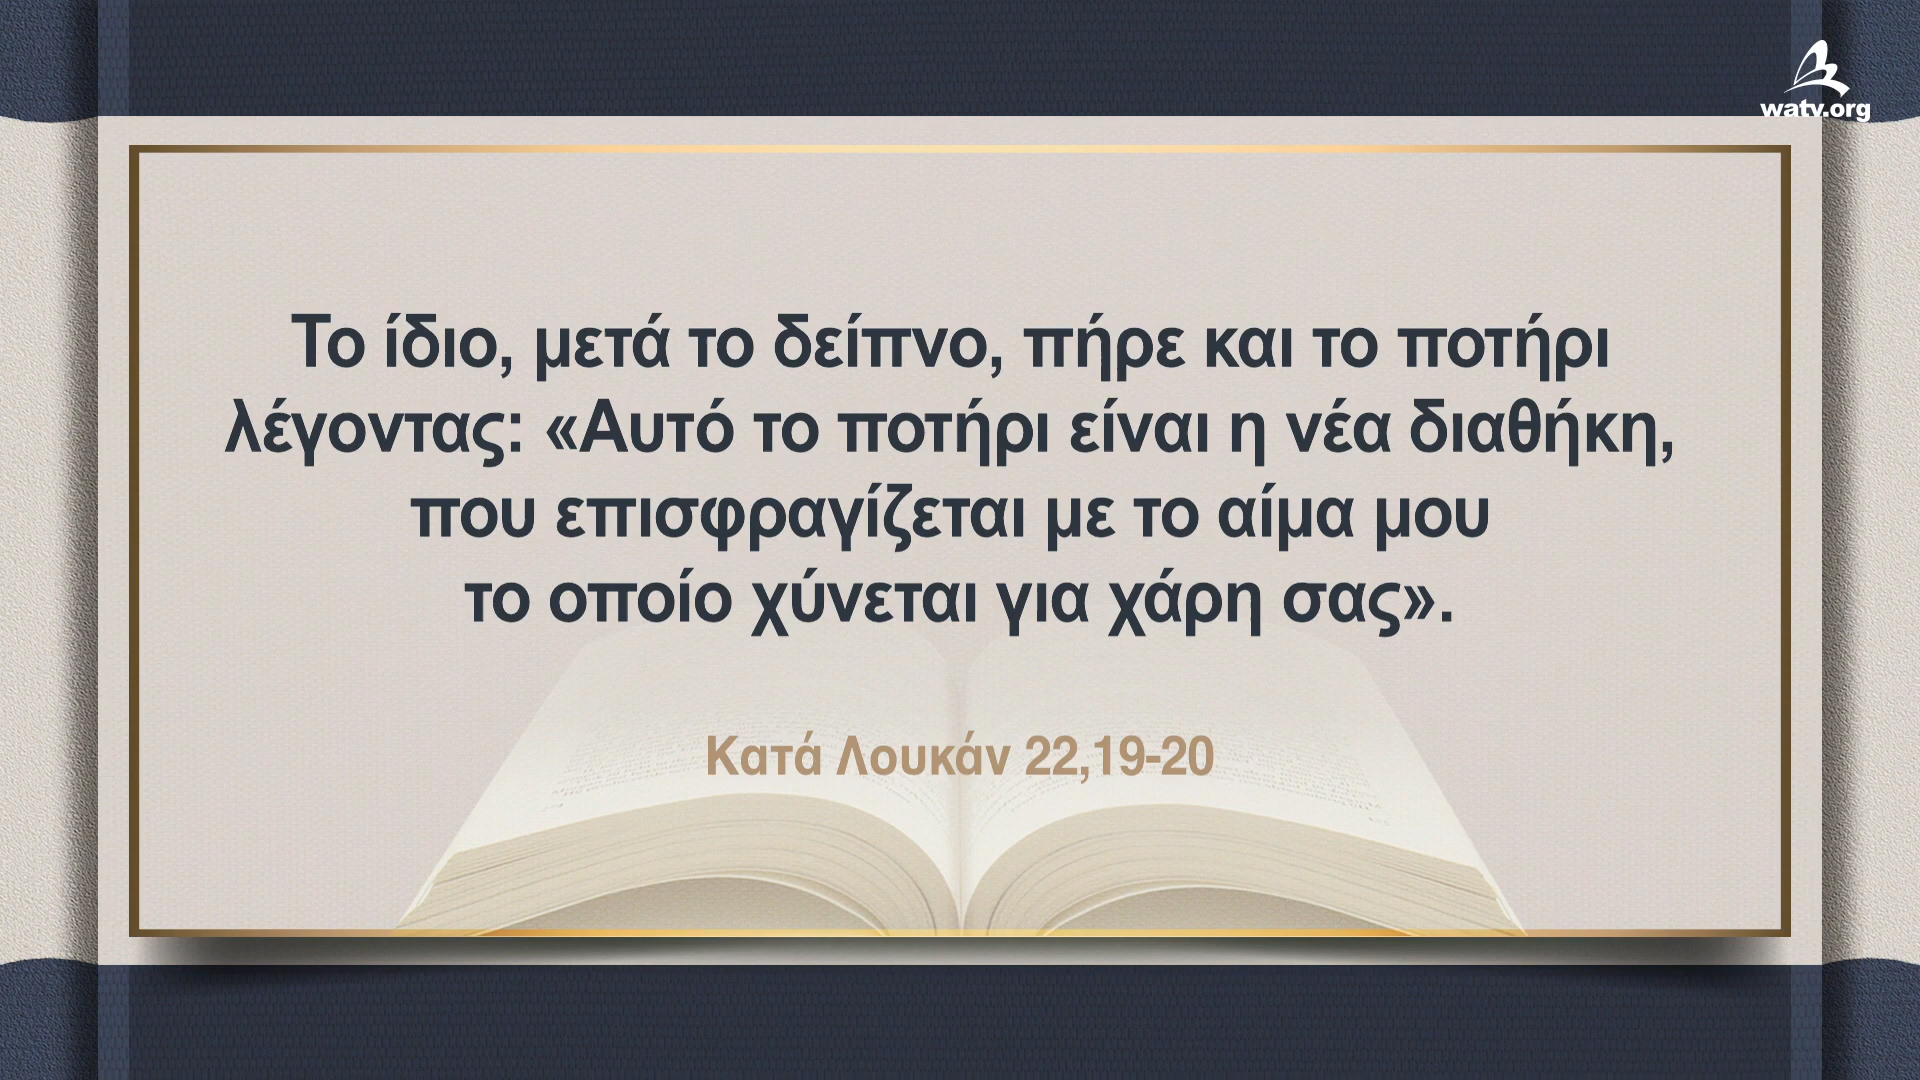 watv.org
Το ίδιο, μετά το δείπνο, πήρε και το ποτήρι
λέγοντας: «Αυτό το ποτήρι είναι η νέα διαθήκη,
που επισφραγίζεται με το αίμα μου
το οποίο χύνεται για χάρη σας».
Κατά Λουκάν 22,19-20